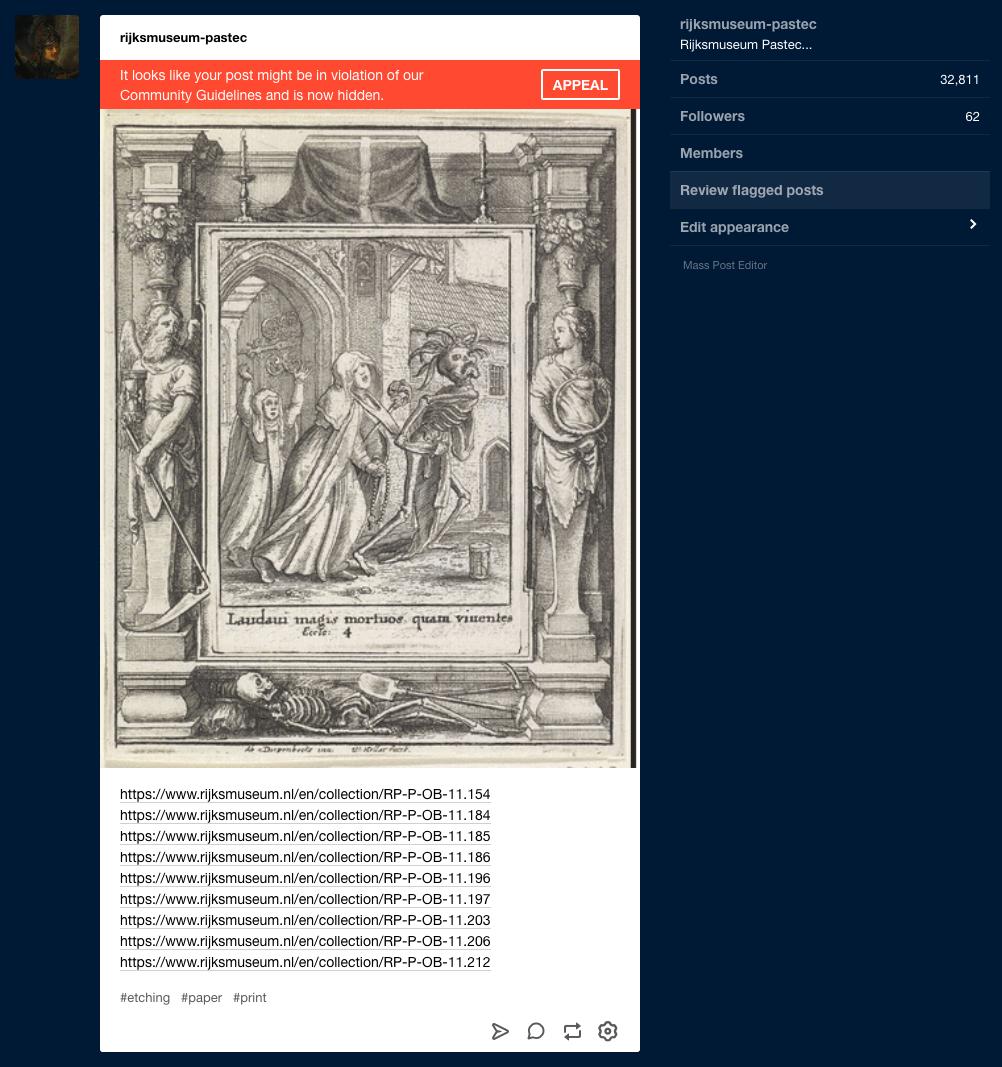 rijksmuseum-pastec
It looks like your post might be in violation of our
Community Guidelines and is now hidden.
APPEAL
Laudaui magis mortuos, quam viuentes
Eccle: 4
Ab a Diepenbeeke inu. W. Hollar fecit.
https://www.rijksmuseum.nl/en/collection/RP-P-OB-11.154
https://www.rijksmuseum.nl/en/collection/RP-P-OB-11.184
https://www.rijksmuseum.nl/en/collection/RP-P-OB-11.185
https://www.rijksmuseum.nl/en/collection/RP-P-OB-11.186
https://www.rijksmuseum.nl/en/collection/RP-P-OB-11.196
https://www.rijksmuseum.nl/en/collection/RP-P-OB-11.197
https://www.rijksmuseum.nl/en/collection/RP-P-OB-11.203
https://www.rijksmuseum.nl/en/collection/RP-P-OB-11.206
https://www.rijksmuseum.nl/en/collection/RP-P-OB-11.212
#etching #paper #print
rijksmuseum-pastec
Rijksmuseum Pastec...
Posts 32,811
Followers 62
Members
Review flagged posts
Edit appearance
Mass Post Editor